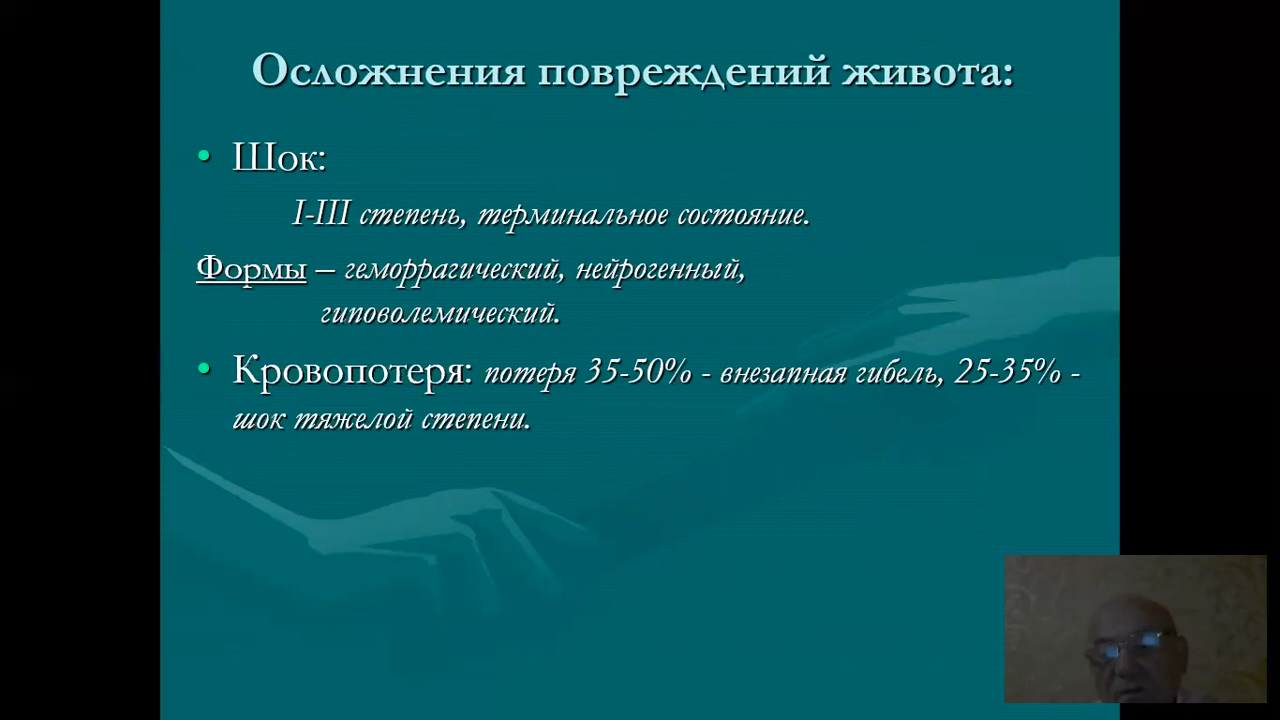 Осложнения повреждений живота:
• Шок:
I-III степень, терминальное состояние.
Формы – геморрагический, нейрогенный,
гиповолемический.
• Кровопотеря: потеря 35-50% - внезапная гибель, 25-35% -
шок тяжелой степени.